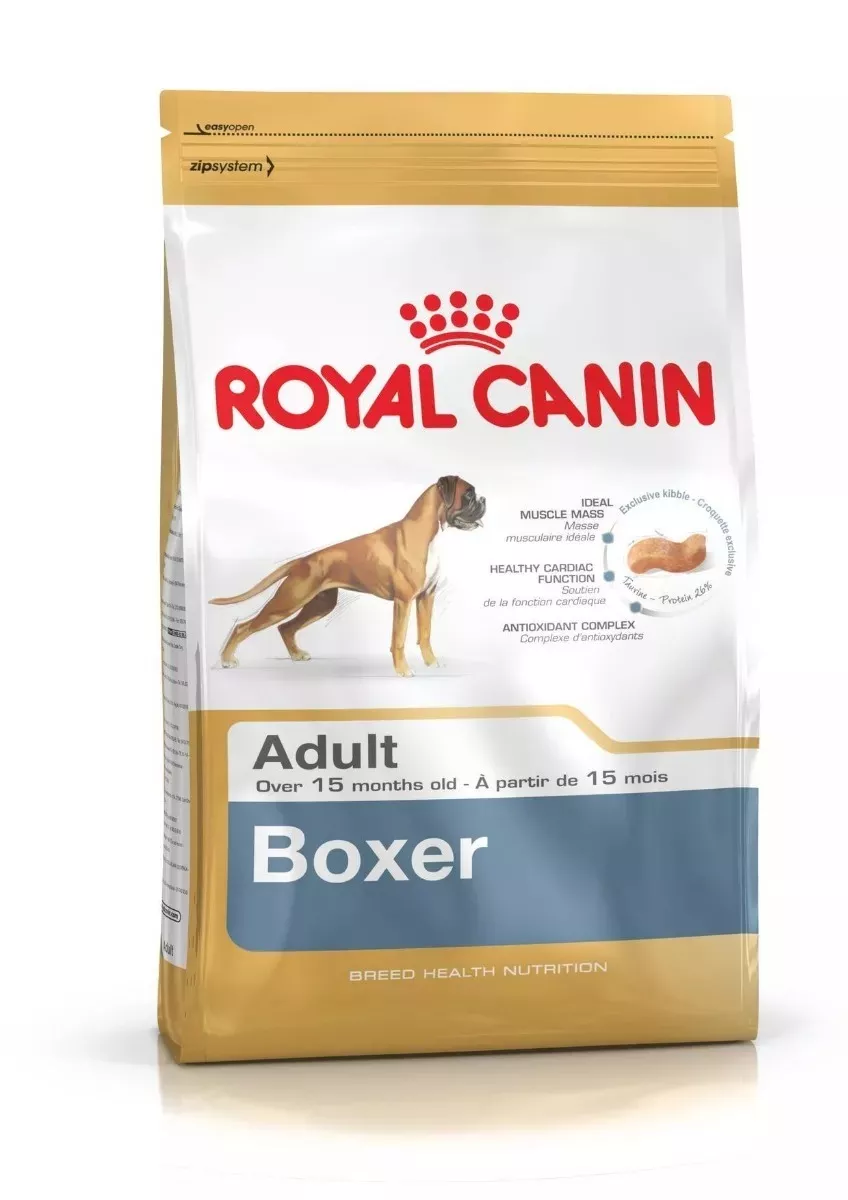 easyopen
zipsystem
ROYAL CANIN
IDEAL
MUSCLE MASS
Masse
musculaire idéale
HEALTHY CARDIAC
FUNCTION
Soutien
de la fonction cardiaque
ANTIOXIDANT COMPLEX
Complexe d'antioxydants
Exclusive kibble - Croquette exclusive
Taurine - Protein 26%
Adult
Over 15 months old - À partir de 15 mois
Boxer
BREED HEALTH NUTRITION
Adult